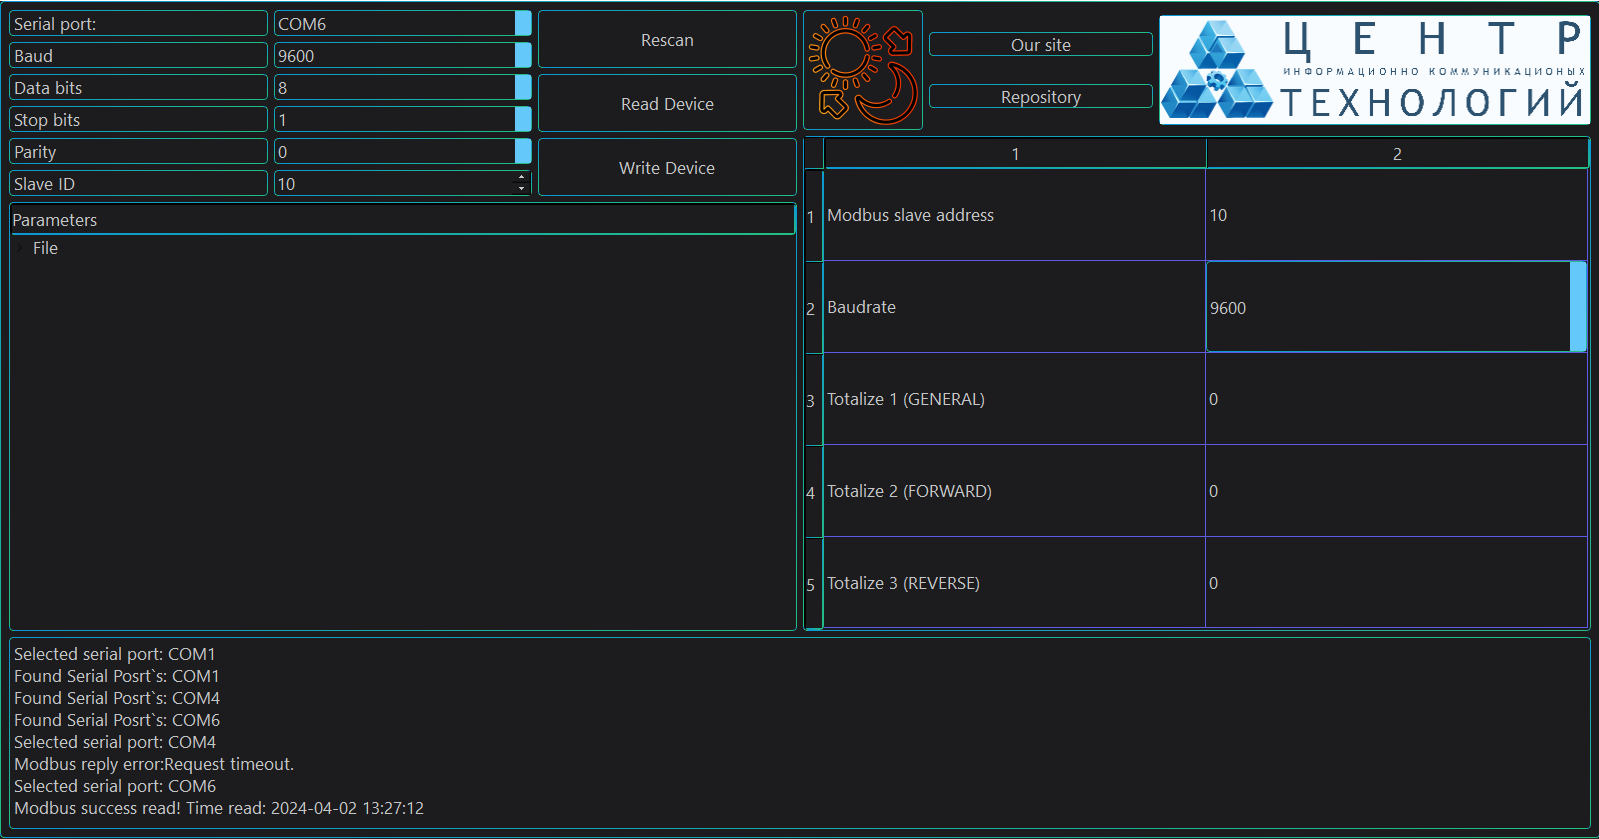 Serial port:
COM6
Baud
9600
Data bits
8
Stop bits
1
Parity
0
Slave ID
10
Rescan
Read Device
Write Device
Our site
Repository
ЦЕНТР
ИНФОРМАЦИОННО КОММУНИКАЦИОНЫХ
ТЕХНОЛОГИЙ
Parameters
File
1 2
1 Modbus slave address 10
2 Baudrate 9600
3 Totalize 1 (GENERAL) 0
4 Totalize 2 (FORWARD) 0
5 Totalize 3 (REVERSE) 0
Selected serial port: COM1
Found Serial Posrt`s: COM1
Found Serial Posrt`s: COM4
Found Serial Posrt`s: COM6
Selected serial port: COM4
Modbus reply error:Request timeout.
Selected serial port: COM6
Modbus success read! Time read: 2024-04-02 13:27:12